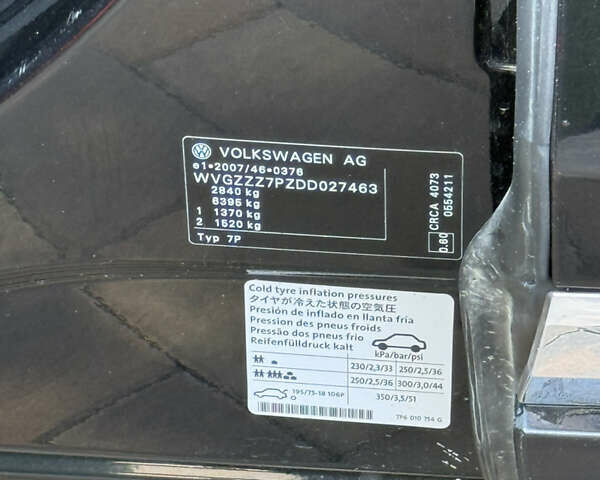 VOLKSWAGEN AG
e1*2007/46*0376
WVGZZZ7PZDD027463
2840 kg
6395 kg
1 1370 kg
2 1520 kg
Typ 7P
D.60
CRCA 4073
0554211
Cold tyre inflation pressures
タイヤが冷えた状態の空気圧
Presión de inflado en llanta fría
Pression des pneus froids
Pressão dos pneus frio
Reifenfülldruck kalt
kPa/bar/psi
230/2,3/33 250/2,5/36
250/2,5/36 300/3,0/44
195/75-18 106P 350/3,5/51
7P6 010 754 G